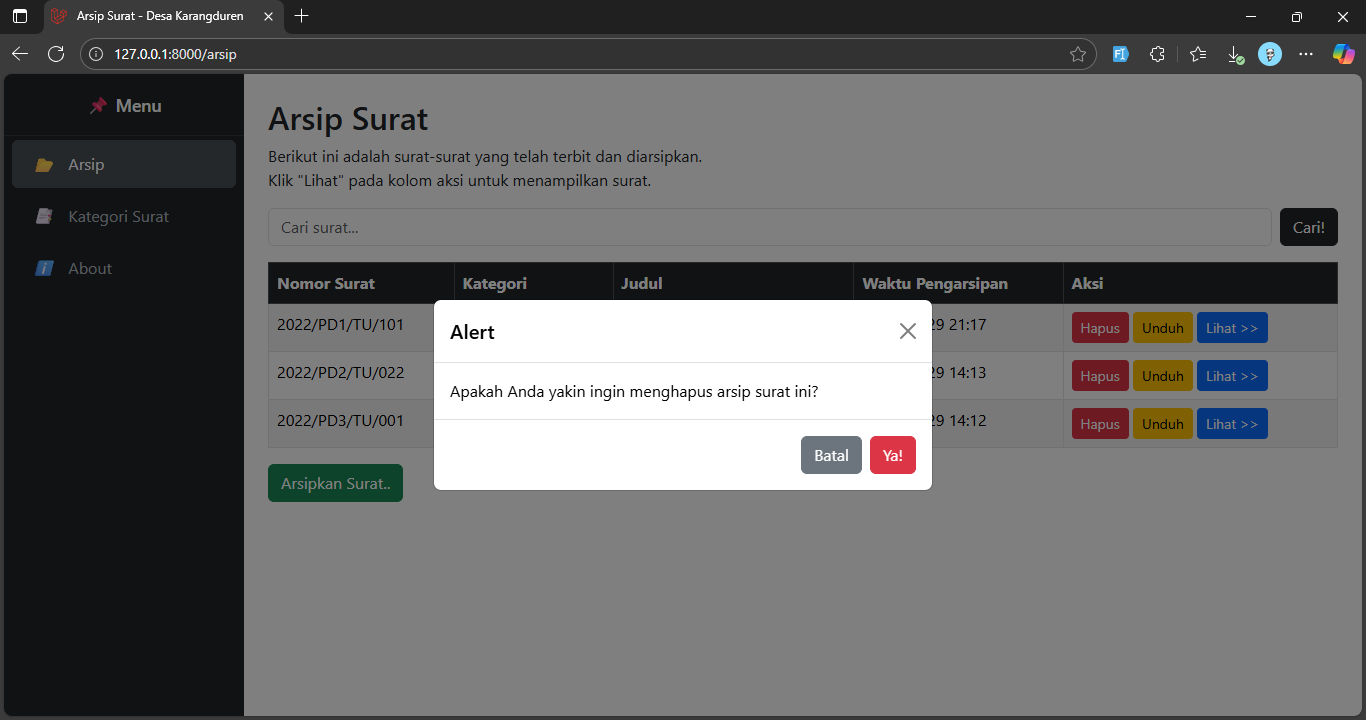 Arsip Surat - Desa Karangduren
127.0.0.1:8000/arsip
Menu
Arsip
Kategori Surat
About
Arsip Surat
Berikut ini adalah surat-surat yang telah terbit dan diarsipkan.
Klik "Lihat" pada kolom aksi untuk menampilkan surat.
Cari surat...
Cari!
Nomor Surat Kategori Judul Waktu Pengarsipan Aksi
2022/PD1/TU/101 29 21:17 Hapus Unduh Lihat >>
2022/PD2/TU/022 29 14:13 Hapus Unduh Lihat >>
2022/PD3/TU/001 29 14:12 Hapus Unduh Lihat >>
Arsipkan Surat..
Alert
Apakah Anda yakin ingin menghapus arsip surat ini?
Batal Ya!